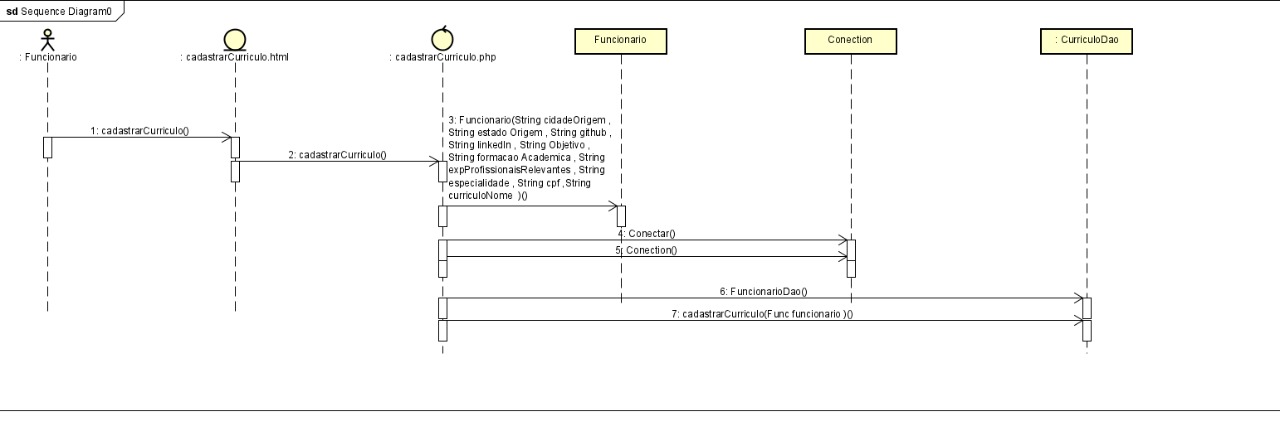 sd Sequence Diagram0
: Funcionario
: cadastrarCurriculo.html
: cadastrarCurriculo.php
Funcionario
Conection
: CurriculoDao
1: cadastrarCurriculo()
2: cadastrarCurriculo()
3: Funcionario(String cidadeOrigem ,
String estado Origem , String github ,
String linkedIn , String Objetivo ,
String formacao Academica , String
expProfissionaisRelevantes , String
especialidade , String cpf ,String
curriculoNome )()
4: Conectar()
5: Conection()
6: FuncionarioDao()
7: cadastrarCurriculo(Func funcionario )()